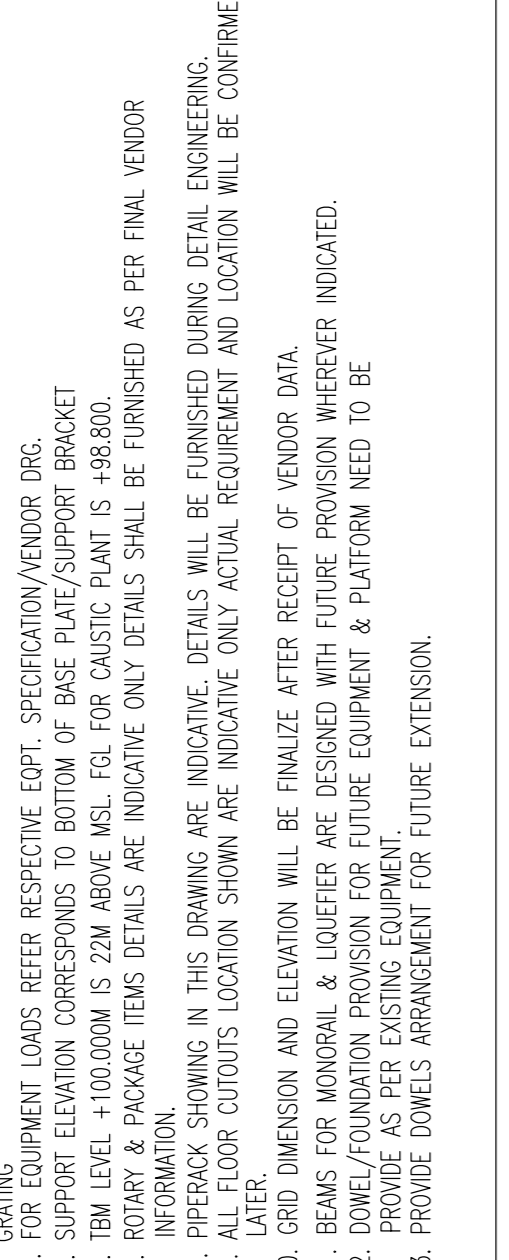 GRATING
. FOR EQUIPMENT LOADS REFER RESPECTIVE EQPT. SPECIFICATION/VENDOR DRG.
. SUPPORT ELEVATION CORRESPONDS TO BOTTOM OF BASE PLATE/SUPPORT BRACKET
. TBM LEVEL +100.000M IS 22M ABOVE MSL. FGL FOR CAUSTIC PLANT IS +98.800.
. ROTARY & PACKAGE ITEMS DETAILS ARE INDICATIVE ONLY DETAILS SHALL BE FURNISHED AS PER FINAL VENDOR
INFORMATION.
. PIPERACK SHOWING IN THIS DRAWING ARE INDICATIVE. DETAILS WILL BE FURNISHED DURING DETAIL ENGINEERING.
. ALL FLOOR CUTOUTS LOCATION SHOWN ARE INDICATIVE ONLY ACTUAL REQUIREMENT AND LOCATION WILL BE CONFIRME
LATER.
0. GRID DIMENSION AND ELEVATION WILL BE FINALIZE AFTER RECEIPT OF VENDOR DATA.
. BEAMS FOR MONORAIL & LIQUEFIER ARE DESIGNED WITH FUTURE PROVISION WHEREVER INDICATED.
2. DOWEL/FOUNDATION PROVISION FOR FUTURE EQUIPMENT & PLATFORM NEED TO BE
PROVIDE AS PER EXISTING EQUIPMENT.
3. PROVIDE DOWELS ARRANGEMENT FOR FUTURE EXTENSION.